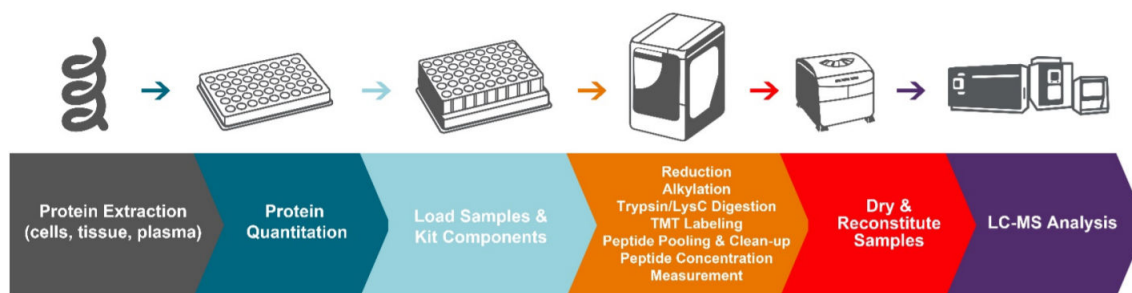 Protein Extraction
(cells, tissue, plasma)
Protein
Quantitation
Load Samples &
Kit Components
Reduction
Alkylation
Trypsin/LysC Digestion
TMT Labeling
Peptide Pooling & Clean-up
Peptide Concentration
Measurement
Dry &
Reconstitute
Samples
LC-MS Analysis